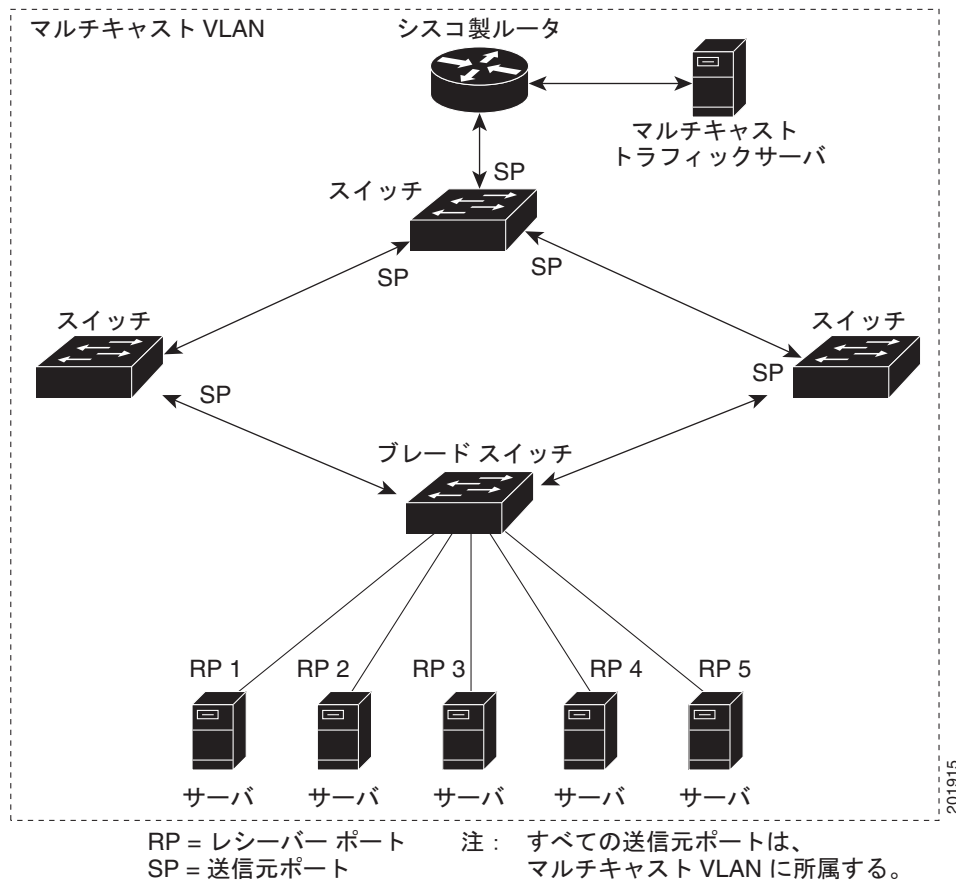 マルチキャスト VLAN
シスコ製ルータ
マルチキャスト
トラフィックサーバ
SP
スイッチ
SP
SP
スイッチ
スイッチ
SP
SP
ブレード スイッチ
RP 1
RP 2
RP 3
RP 4
RP 5
サーバ
サーバ
サーバ
サーバ
サーバ
201915
RP = レシーバー ポート
SP = 送信元ポート
注 : すべての送信元ポートは、
マルチキャスト VLAN に所属する。